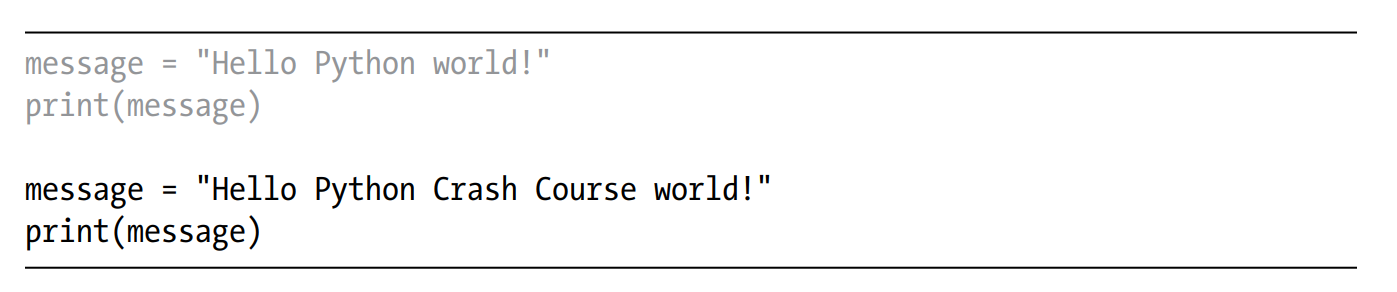 message = "Hello Python world!"
print(message)
message = "Hello Python Crash Course world!"
print(message)